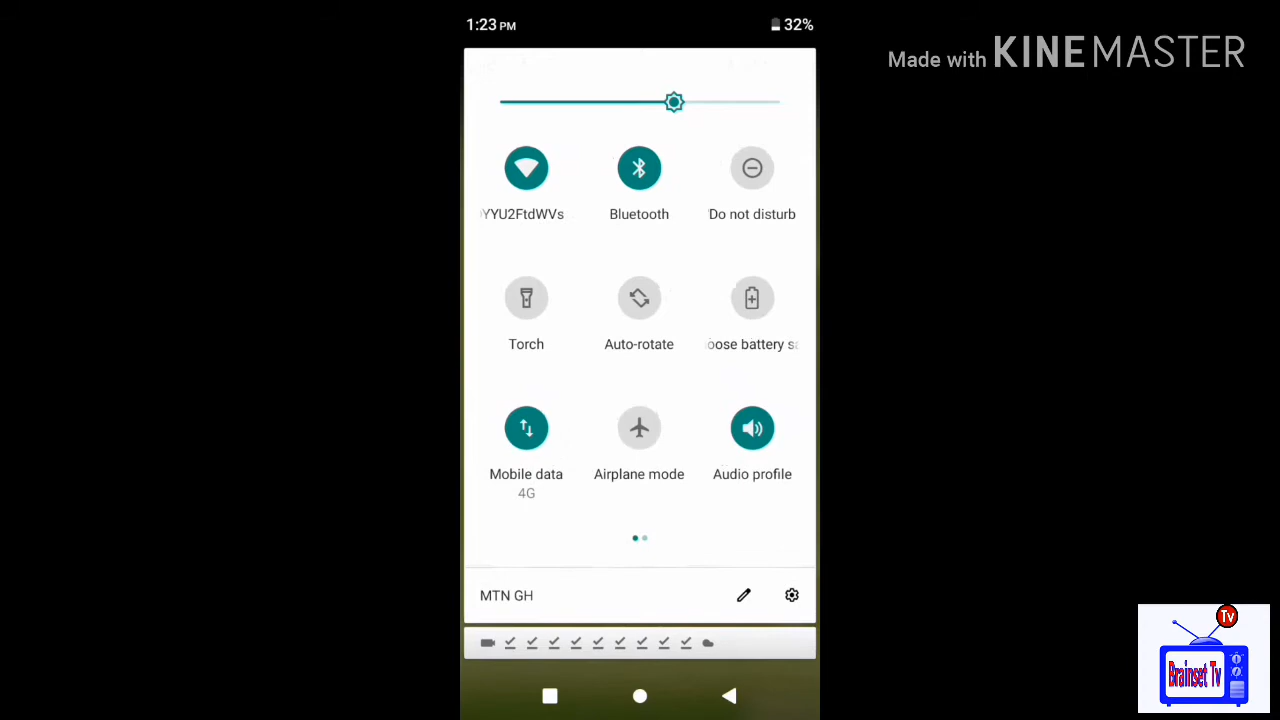 1:23 PM
32%
Made with KINEMASTER
YYU2FtdWVs
Bluetooth
Do not disturb
Torch
Auto-rotate
oose battery sa
Mobile data
4G
Airplane mode
Audio profile
MTN GH
Tv
Brainset Tv